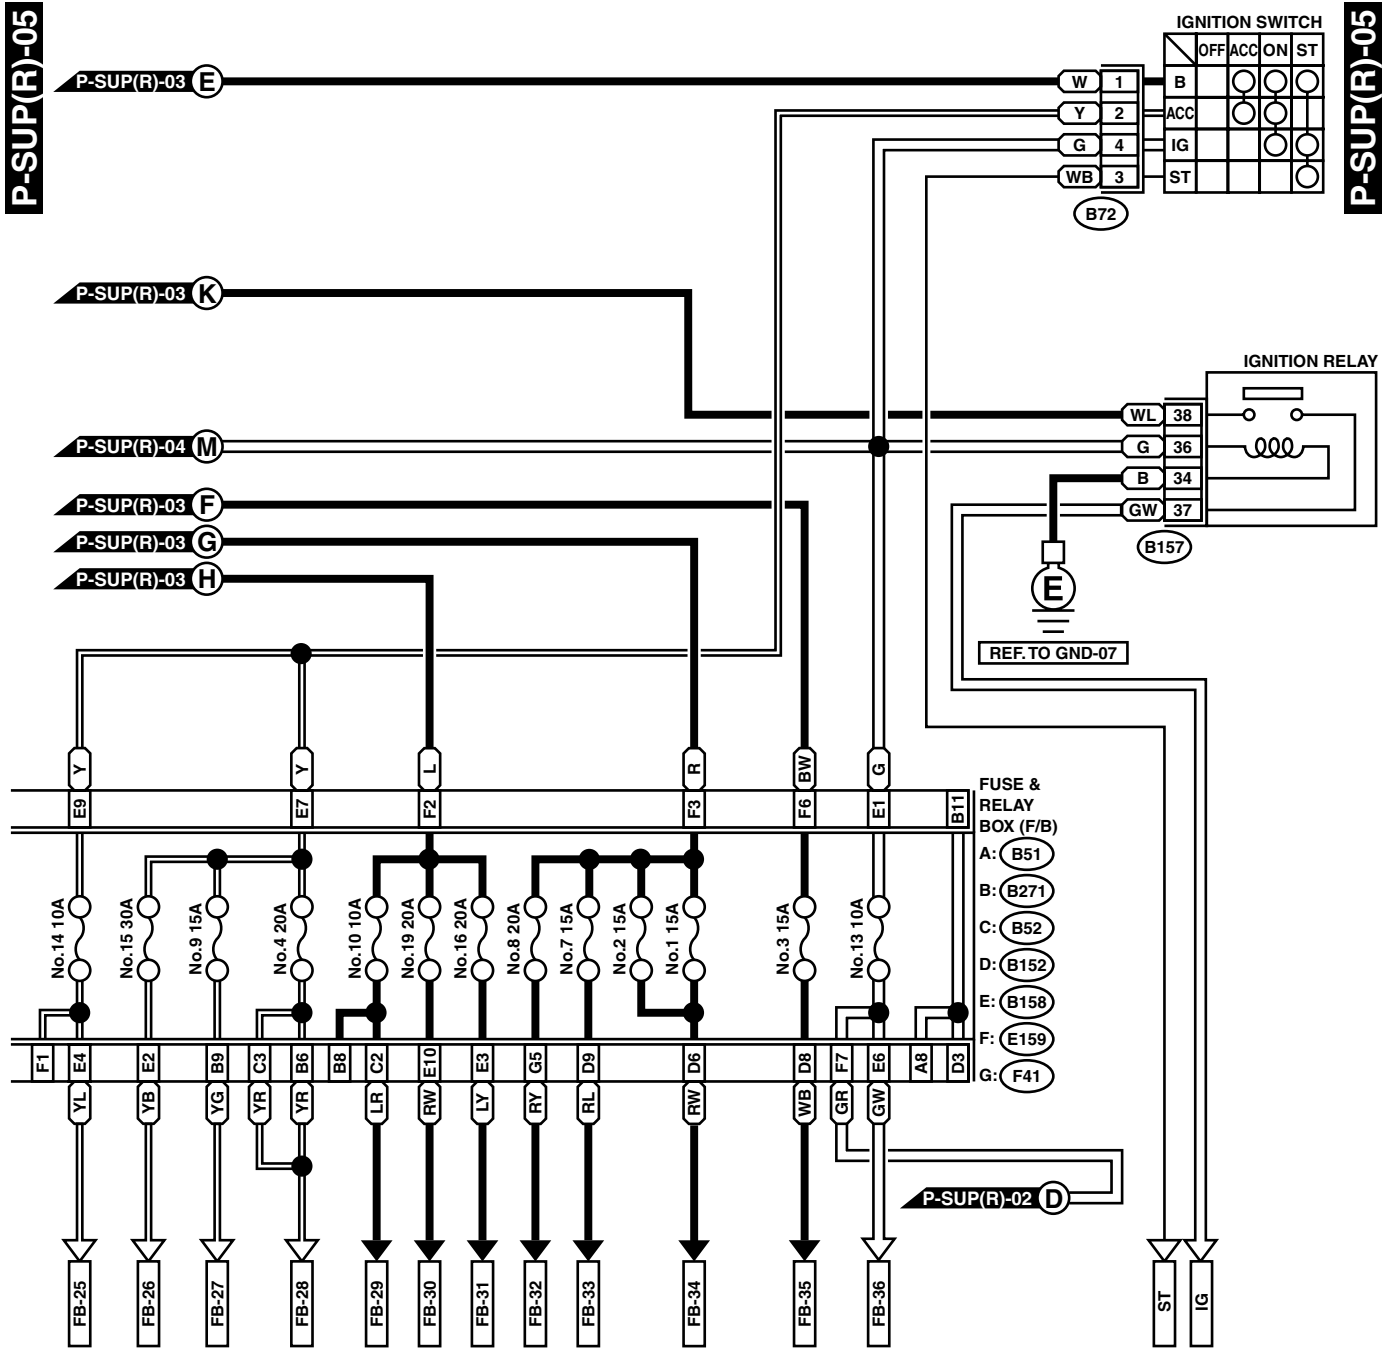 P-SUP(R)-05
P-SUP(R)-05
IGNITION SWITCH
OFF ACC ON ST
P-SUP(R)-03 E W 1 B
Y 2 ACC
G 4 IG
WB 3 ST
B72
P-SUP(R)-03 K
IGNITION RELAY
WL 38
P-SUP(R)-04 M G 36
B 34
P-SUP(R)-03 F
GW 37
P-SUP(R)-03 G
B157
P-SUP(R)-03 H
E
REF. TO GND-07
Y Y L R BW G
E9 E7 F2 F3 F6 E1 B11
FUSE &
RELAY
BOX (F/B)
A: B51
B: B271
C: B52
D: B152
E: B158
F: E159
G: F41
No.14 10A
No.15 30A
No.9 15A
No.4 20A
No.10 10A
No.19 20A
No.16 20A
No.8 20A
No.7 15A
No.2 15A
No.1 15A
No.3 15A
No.13 10A
F1 E4 E2 B9 C3 B6 B8 C2 E10 E3 G5 D9 D6 D8 F7 E6 A8 D3
YL YB YG YR YR LR RW LY RY RL RW WB GR GW
P-SUP(R)-02 D
FB-25 FB-26 FB-27 FB-28 FB-29 FB-30 FB-31 FB-32 FB-33 FB-34 FB-35 FB-36 ST IG